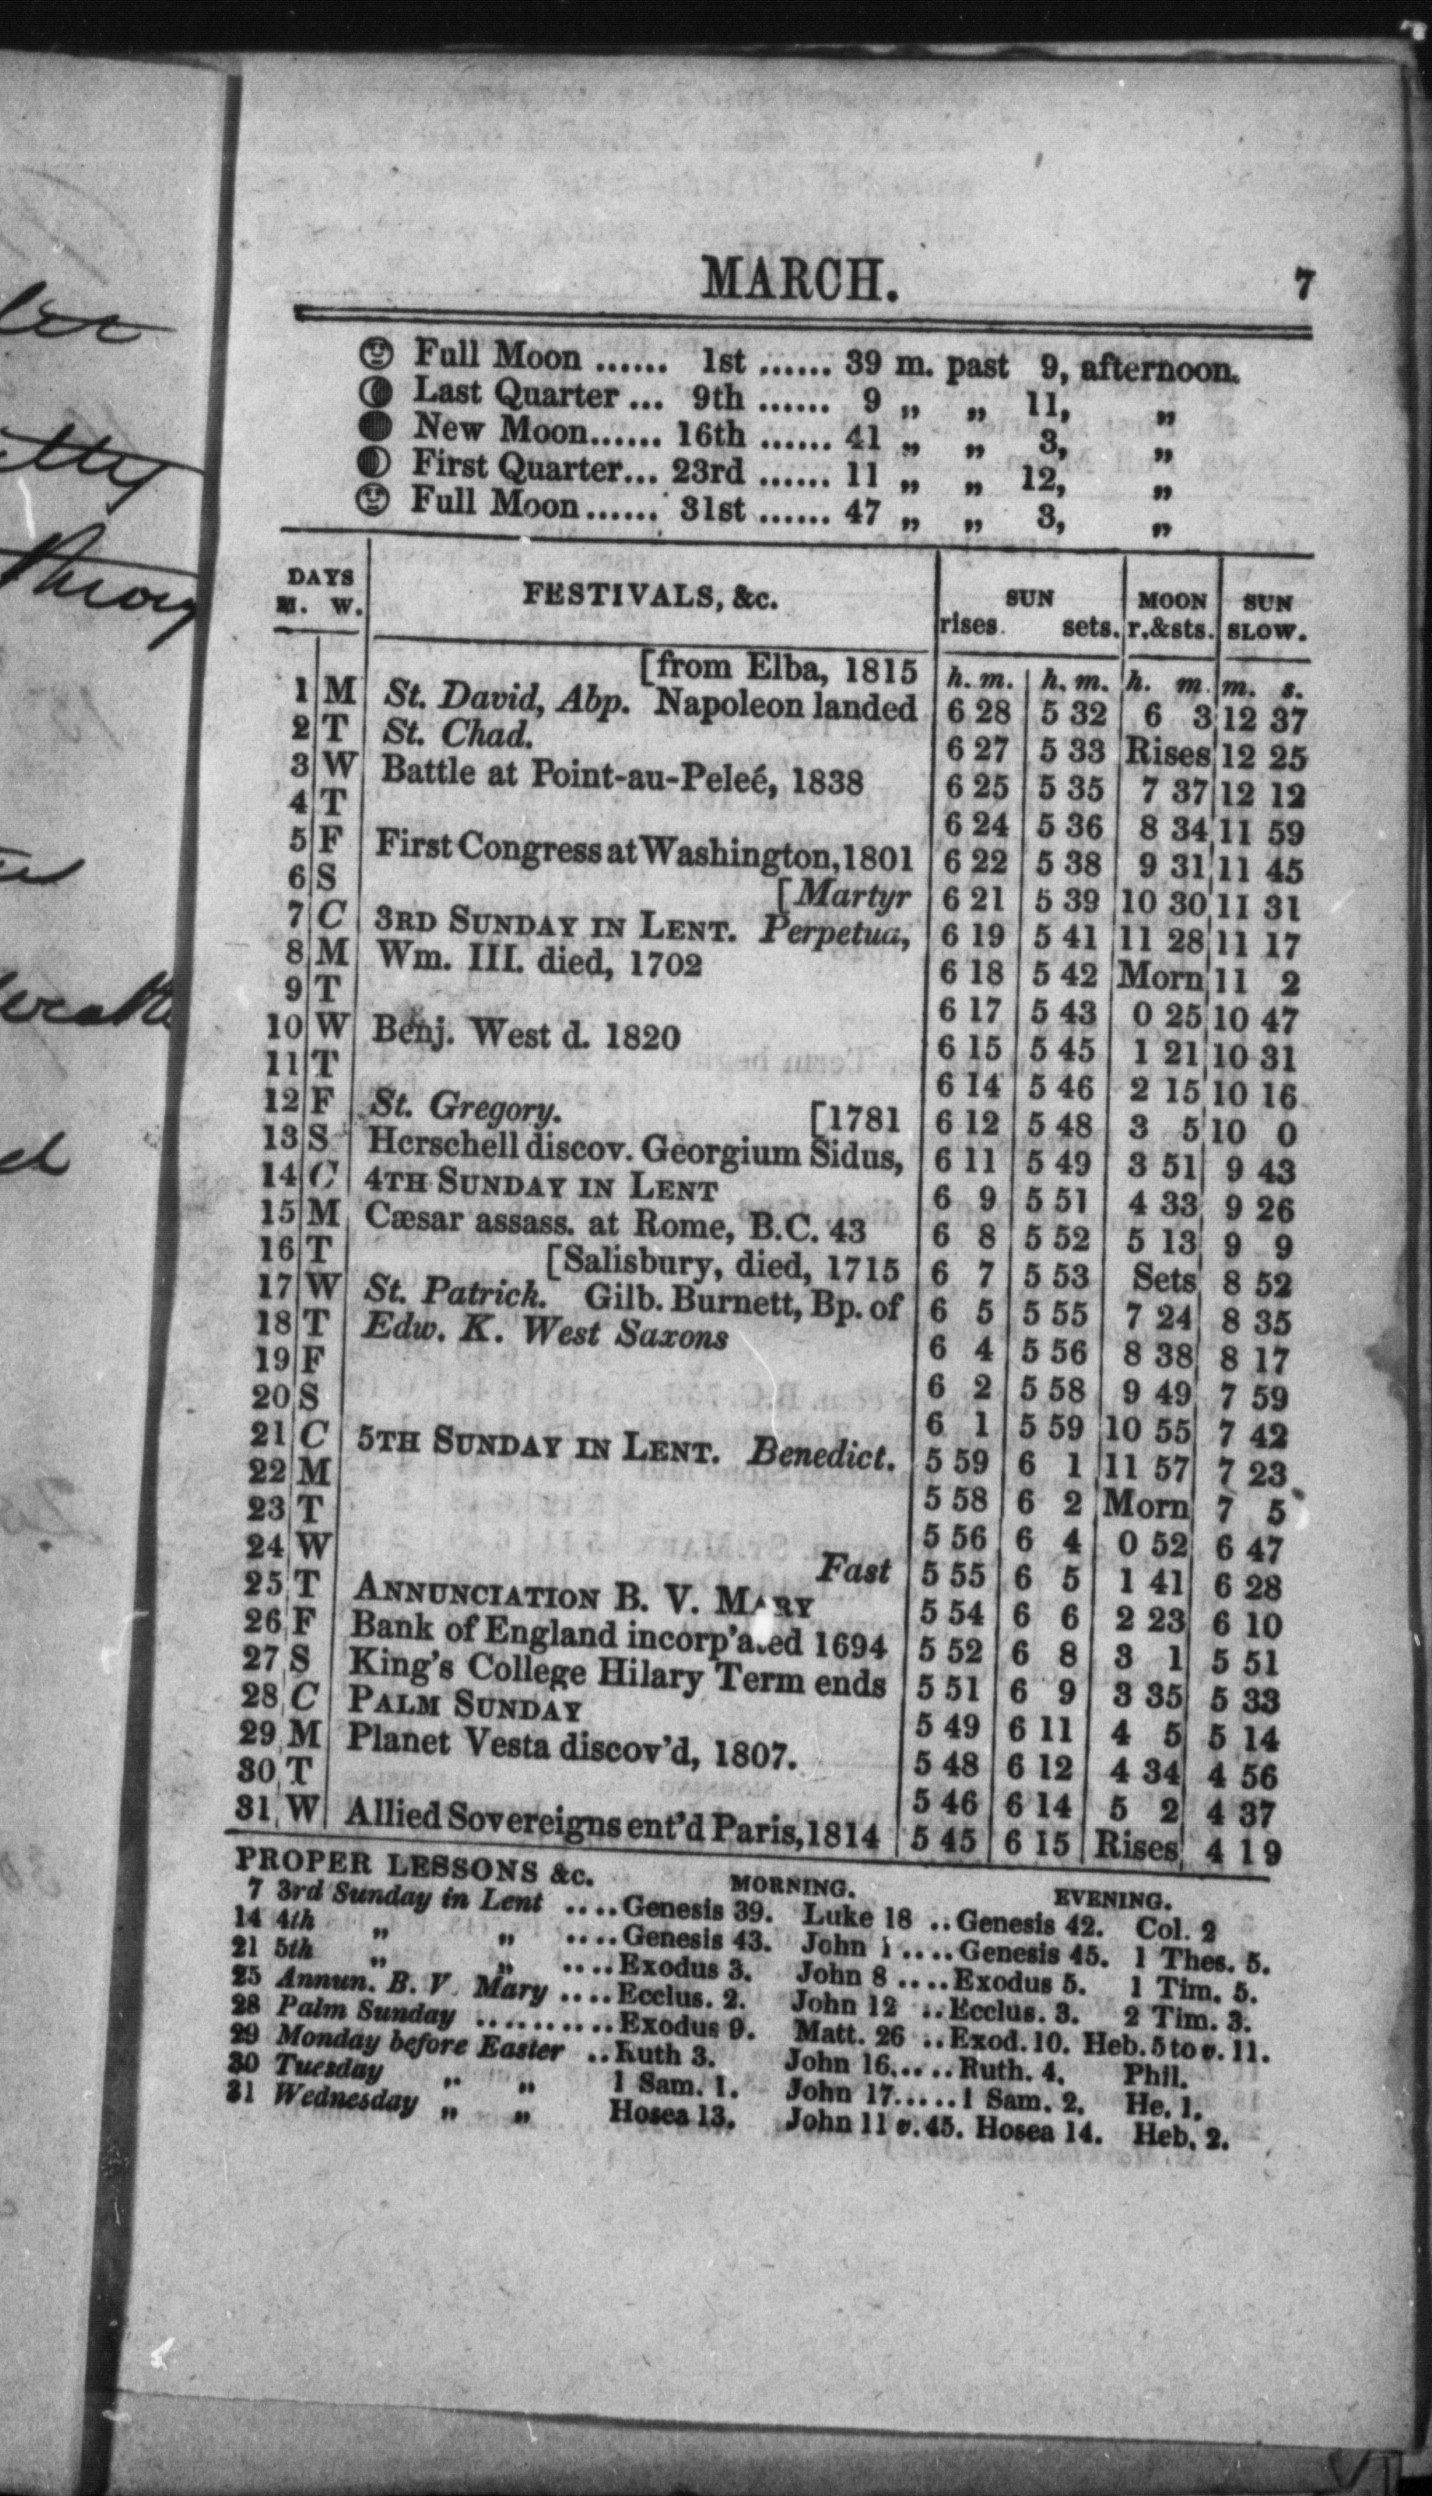 MARCH. 7
Full Moon ...... 1st ...... 39 m. past 9, afternoon.
Last Quarter ... 9th ...... 9 „ „ 11, „
New Moon...... 16th ...... 41 „ „ 3, „
First Quarter... 23rd ...... 11 „ „ 12, „
Full Moon...... 31st ...... 47 „ „ 3, „
DAYS FESTIVALS, &c. SUN MOON SUN
M. W. rises. sets. r.&sts. SLOW.
[from Elba, 1815 h. m. h. m. h. m. m. s.
1 M St. David, Abp. Napoleon landed 6 28 5 32 6 3 12 37
2 T St. Chad. 6 27 5 33 Rises 12 25
3 W Battle at Point-au-Peleé, 1838 6 25 5 35 7 37 12 12
4 T 6 24 5 36 8 34 11 59
5 F First Congress at Washington, 1801 6 22 5 38 9 31 11 45
6 S [Martyr 6 21 5 39 10 30 11 31
7 C 3RD SUNDAY IN LENT. Perpetua, 6 19 5 41 11 28 11 17
8 M Wm. III. died, 1702 6 18 5 42 Morn 11 2
9 T 6 17 5 43 0 25 10 47
10 W Benj. West d. 1820 6 15 5 45 1 21 10 31
11 T 6 14 5 46 2 15 10 16
12 F St. Gregory. [1781 6 12 5 48 3 5 10 0
13 S Herschell discov. Georgium Sidus, 6 11 5 49 3 51 9 43
14 C 4TH SUNDAY IN LENT 6 9 5 51 4 33 9 26
15 M Cæsar assass. at Rome, B.C. 43 6 8 5 52 5 13 9 9
16 T [Salisbury, died, 1715 6 7 5 53 Sets 8 52
17 W St. Patrick. Gilb. Burnett, Bp. of 6 5 5 55 7 24 8 35
18 T Edw. K. West Saxons 6 4 5 56 8 38 8 17
19 F 6 2 5 58 9 49 7 59
20 S 6 1 5 59 10 55 7 42
21 C 5TH SUNDAY IN LENT. Benedict. 5 59 6 1 11 57 7 23
22 M 5 58 6 2 Morn 7 5
23 T 5 56 6 4 0 52 6 47
24 W Fast 5 55 6 5 1 41 6 28
25 T ANNUNCIATION B. V. MARY 5 54 6 6 2 23 6 10
26 F Bank of England incorp'ated 1694 5 52 6 8 3 1 5 51
27 S King's College Hilary Term ends 5 51 6 9 3 35 5 33
28 C PALM SUNDAY 5 49 6 11 4 5 5 14
29 M Planet Vesta discov'd, 1807. 5 48 6 12 4 34 4 56
30 T 5 46 6 14 5 2 4 37
31 W Allied Sovereigns ent'd Paris, 1814 5 45 6 15 Rises 4 19
PROPER LESSONS &c. MORNING. EVENING.
7 3rd Sunday in Lent ....Genesis 39. Luke 18 ..Genesis 42. Col. 2
14 4th „ „ ....Genesis 43. John 1 ....Genesis 45. 1 Thes. 5.
21 5th „ „ ....Exodus 3. John 8 ....Exodus 5. 1 Tim. 5.
25 Annun. B. V. Mary ....Ecclus. 2. John 12 ..Ecclus. 3. 2 Tim. 3.
28 Palm Sunday ..........Exodus 9. Matt. 26 ..Exod. 10. Heb. 5 to v. 11.
29 Monday before Easter ..Ruth 3. John 16.....Ruth. 4. Phil.
30 Tuesday „ „ 1 Sam. 1. John 17.....1 Sam. 2. He. 1.
31 Wednesday „ „ Hosea 13. John 11 v. 45. Hosea 14. Heb. 2.